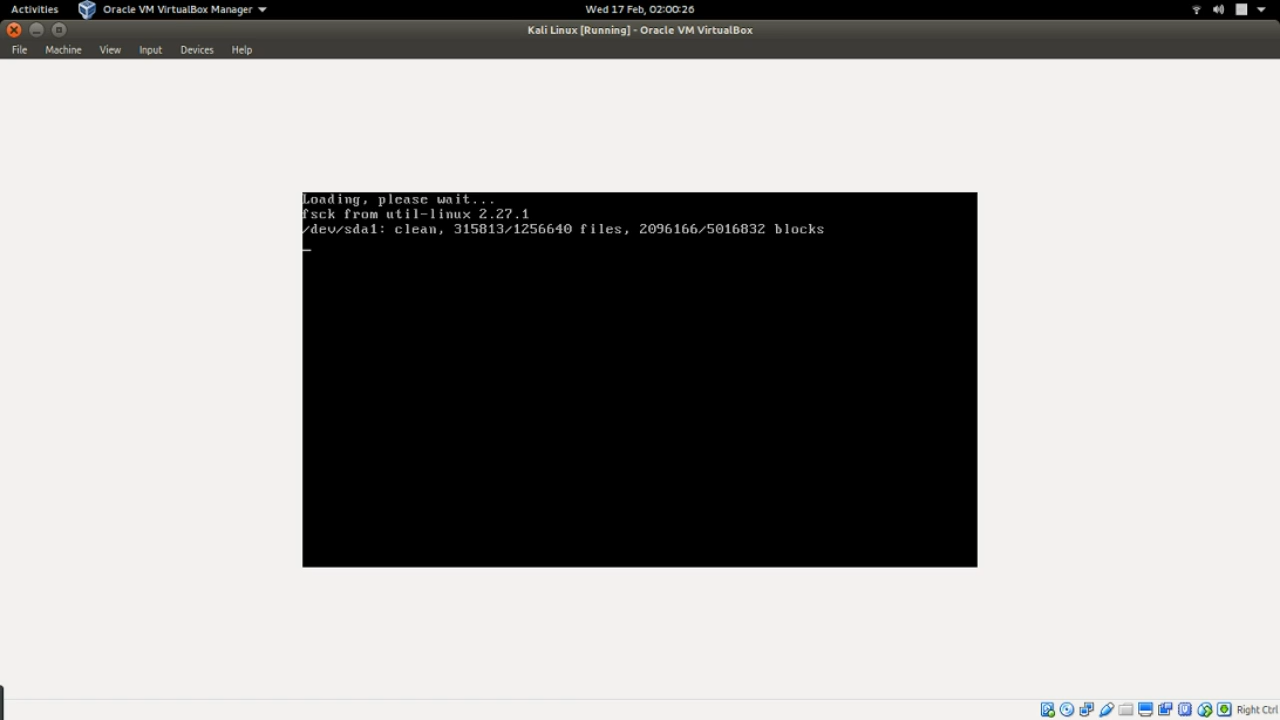 Activities Oracle VM VirtualBox Manager Wed 17 Feb, 02:00:26
Kali Linux [Running] - Oracle VM VirtualBox
File Machine View Input Devices Help
Loading, please wait...
fsck from util-linux 2.27.1
/dev/sda1: clean, 315813/1256640 files, 2096166/5016832 blocks
Right Ctrl